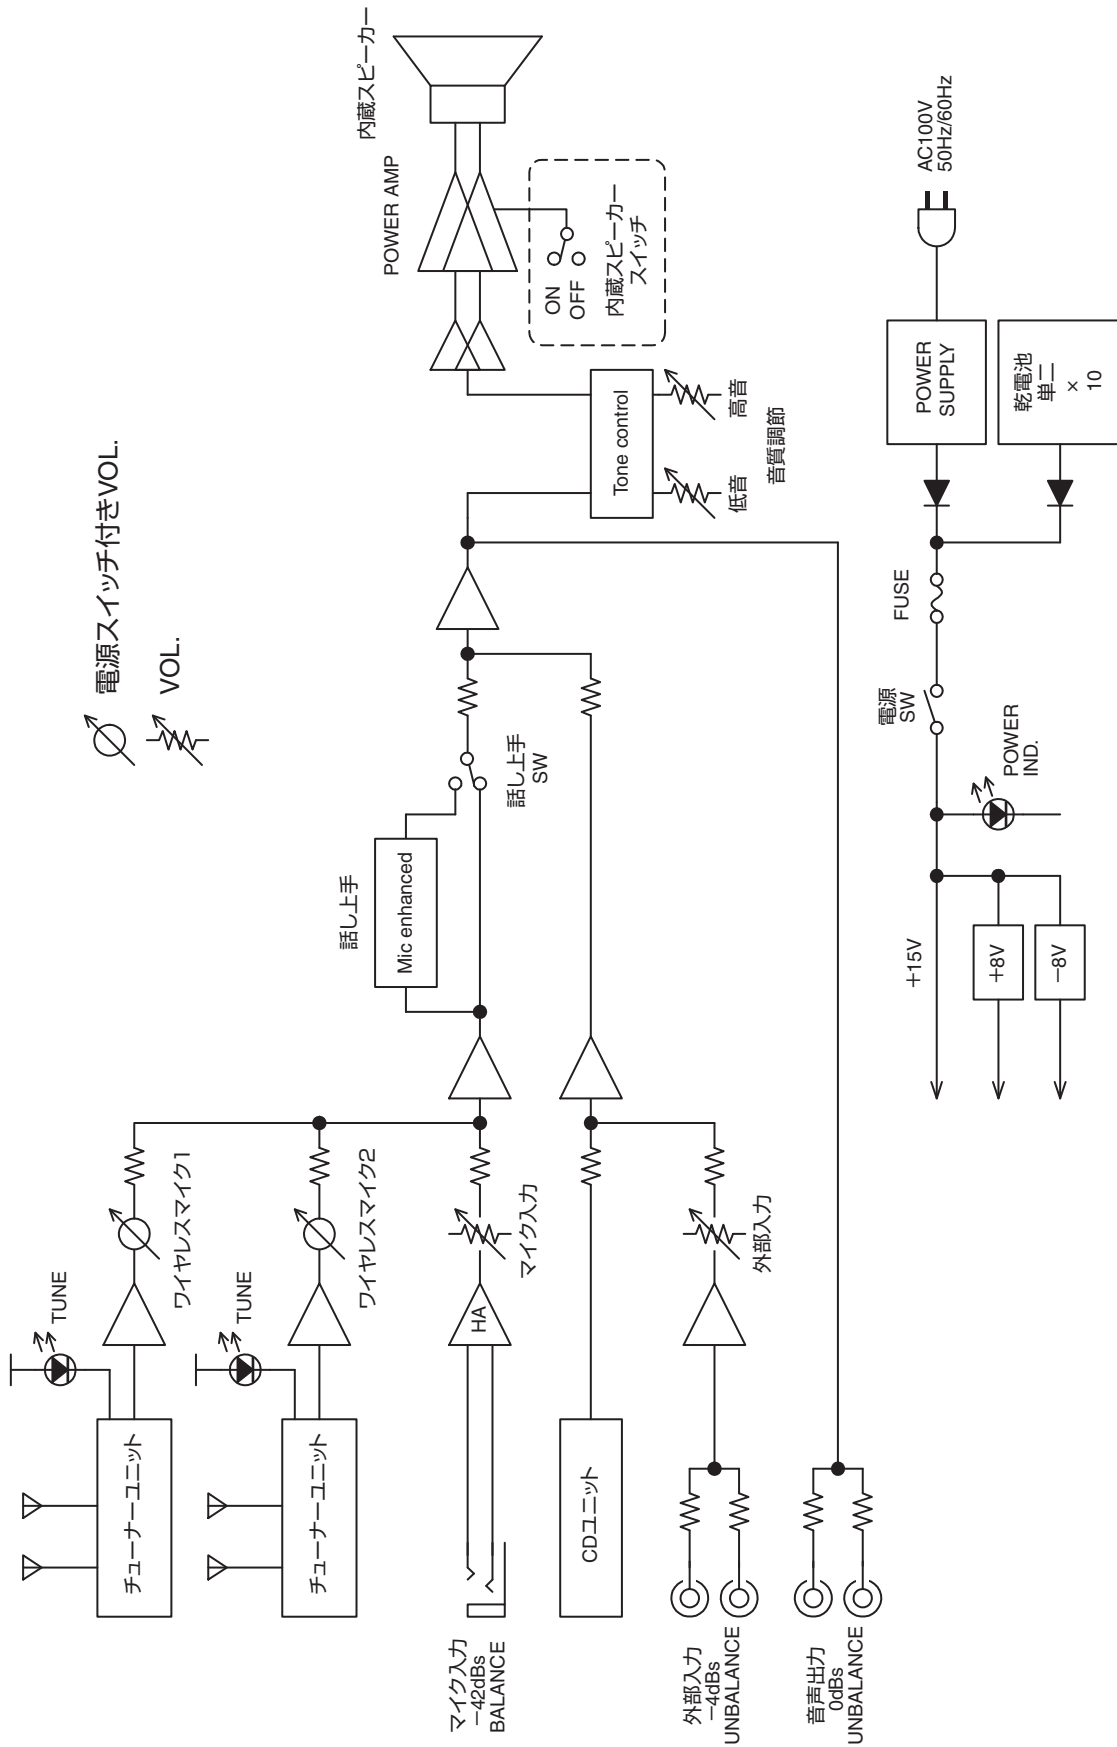 電源スイッチ付きVOL.
VOL.
チューナーユニット
TUNE
ワイヤレスマイク1
チューナーユニット
TUNE
ワイヤレスマイク2
マイク入力
−42dBs
BALANCE
HA
マイク入力
話し上手
Mic enhanced
話し上手
SW
CDユニット
外部入力
−4dBs
UNBALANCE
外部入力
音声出力
0dBs
UNBALANCE
Tone control
低音
高音
音質調節
POWER AMP
内蔵スピーカー
ON
OFF
内蔵スピーカー
スイッチ
+15V
+8V
−8V
POWER
IND.
電源
SW
FUSE
POWER
SUPPLY
乾電池
単二
×
10
AC100V
50Hz/60Hz